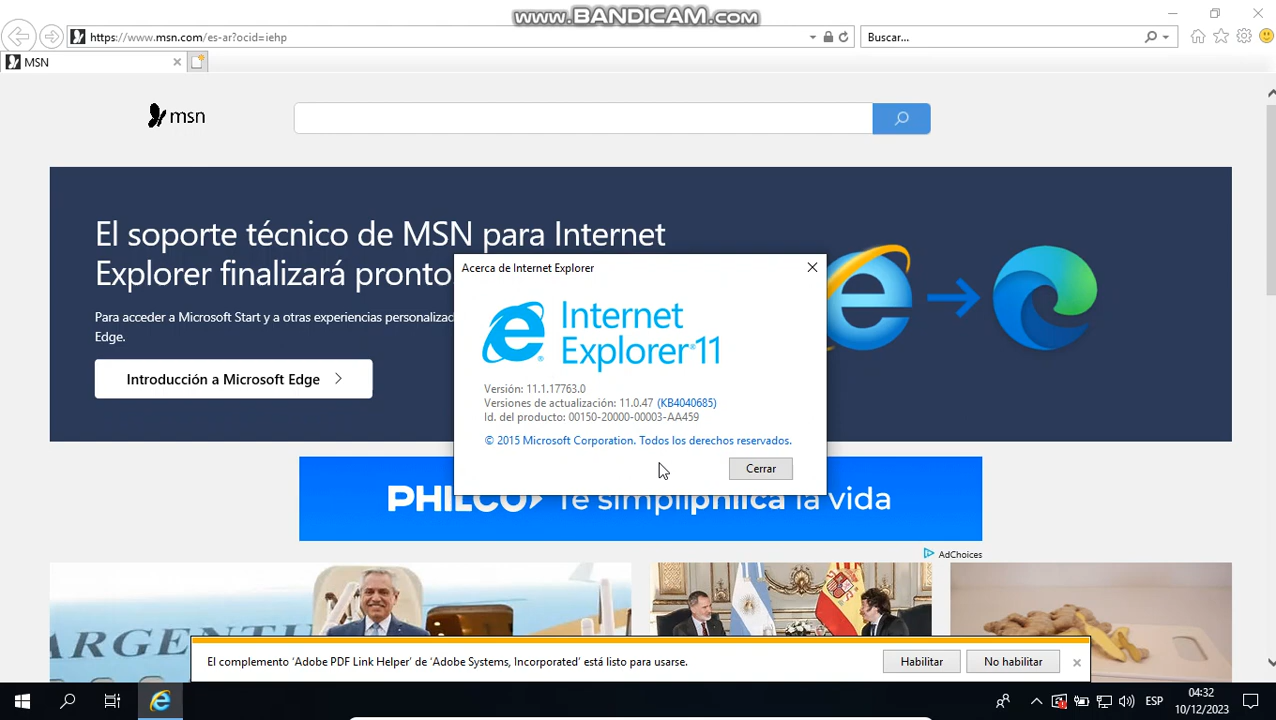 www.BANDICAM.com
https://www.msn.com/es-ar?ocid=iehp
Buscar...
MSN
msn
El soporte técnico de MSN para Internet
Explorer finalizará pronto
Para acceder a Microsoft Start y a otras experiencias personalizad
Edge.
Introducción a Microsoft Edge
Acerca de Internet Explorer
Internet
Explorer®11
Versión: 11.1.17763.0
Versiones de actualización: 11.0.47 (KB4040685)
Id. del producto: 00150-20000-00003-AA459
© 2015 Microsoft Corporation. Todos los derechos reservados.
Cerrar
PHILCO Te simpliphilca la vida
AdChoices
ARGENTI
El complemento 'Adobe PDF Link Helper' de 'Adobe Systems, Incorporated' está listo para usarse.
Habilitar
No habilitar
ESP
04:32
10/12/2023